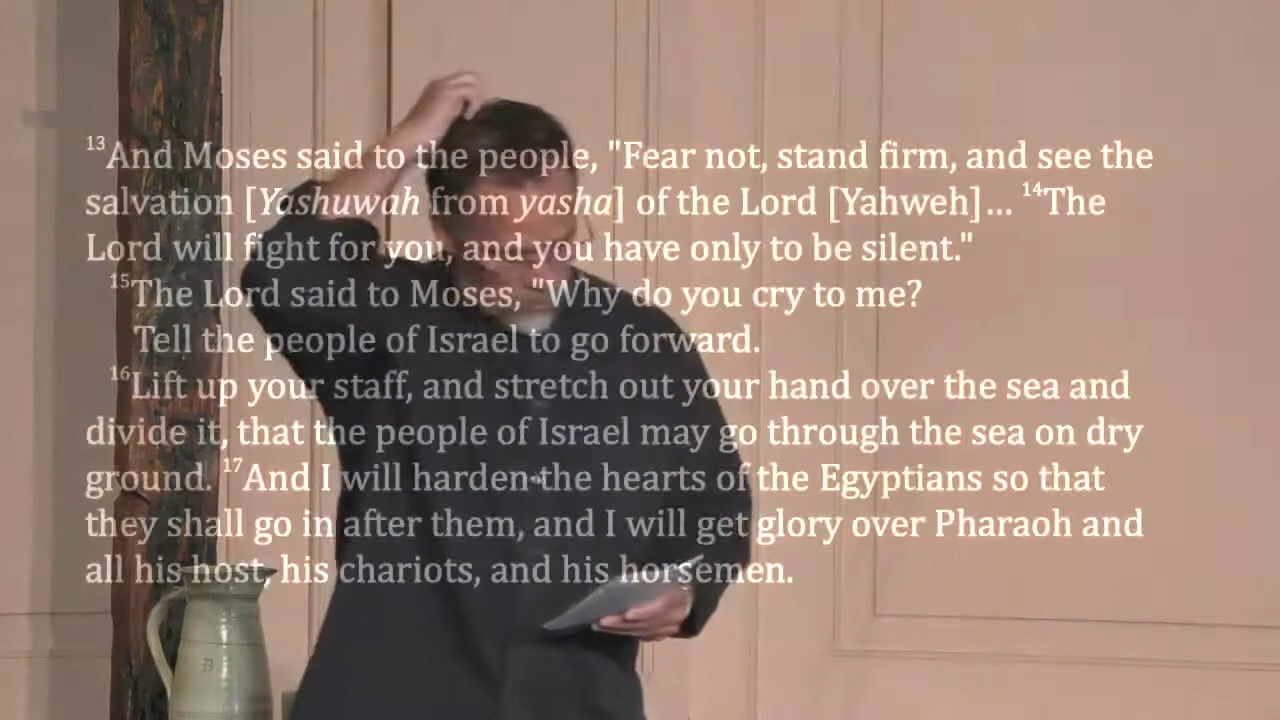 13And Moses said to the people, "Fear not, stand firm, and see the
salvation [Yashuwah from yasha] of the Lord [Yahweh]... 14The
Lord will fight for you, and you have only to be silent."
15The Lord said to Moses, "Why do you cry to me?
Tell the people of Israel to go forward.
16Lift up your staff, and stretch out your hand over the sea and
divide it, that the people of Israel may go through the sea on dry
ground. 17And I will harden the hearts of the Egyptians so that
they shall go in after them, and I will get glory over Pharaoh and
all his host, his chariots, and his horsemen.